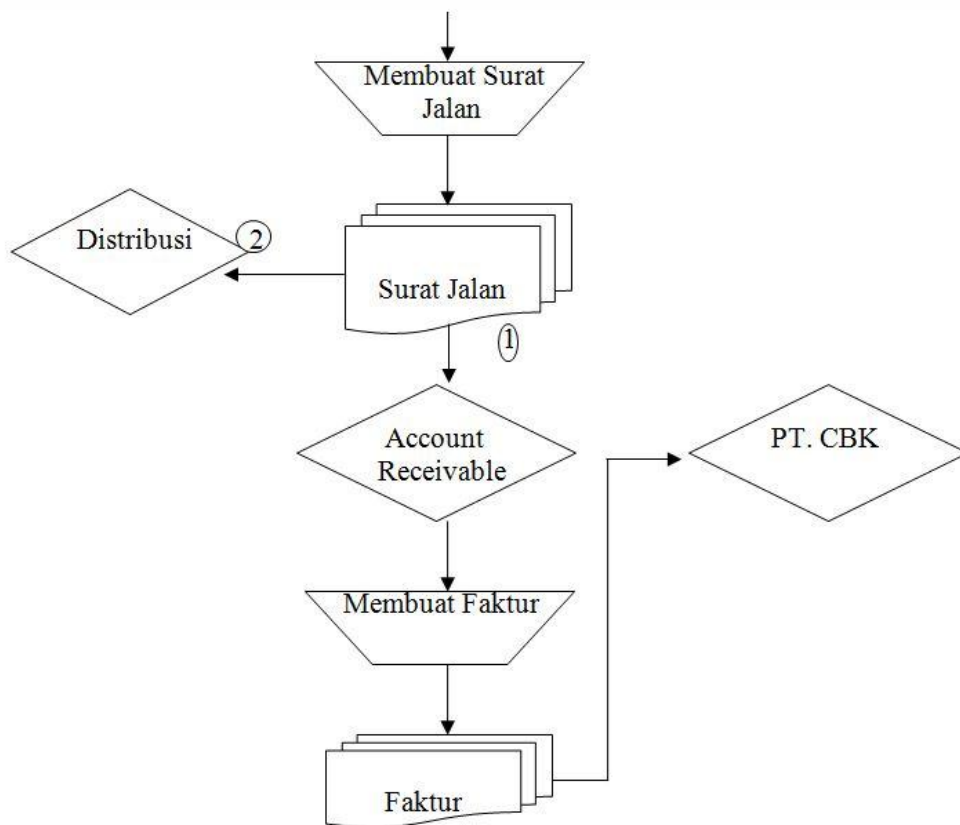 Membuat Surat
Jalan
Distribusi
2
Surat Jalan
1
Account
Receivable
PT. CBK
Membuat Faktur
Faktur